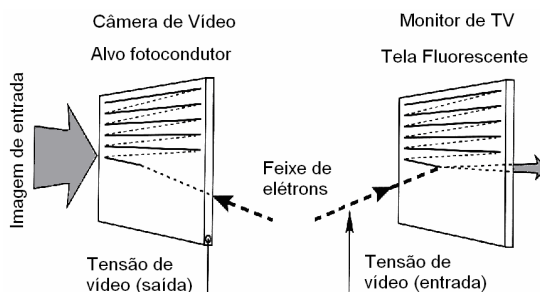 Câmera de Vídeo
Alvo fotocondutor
Imagem de entrada
Tensão de
vídeo (saída)
Feixe de
elétrons
Monitor de TV
Tela Fluorescente
Tensão de
vídeo (entrada)